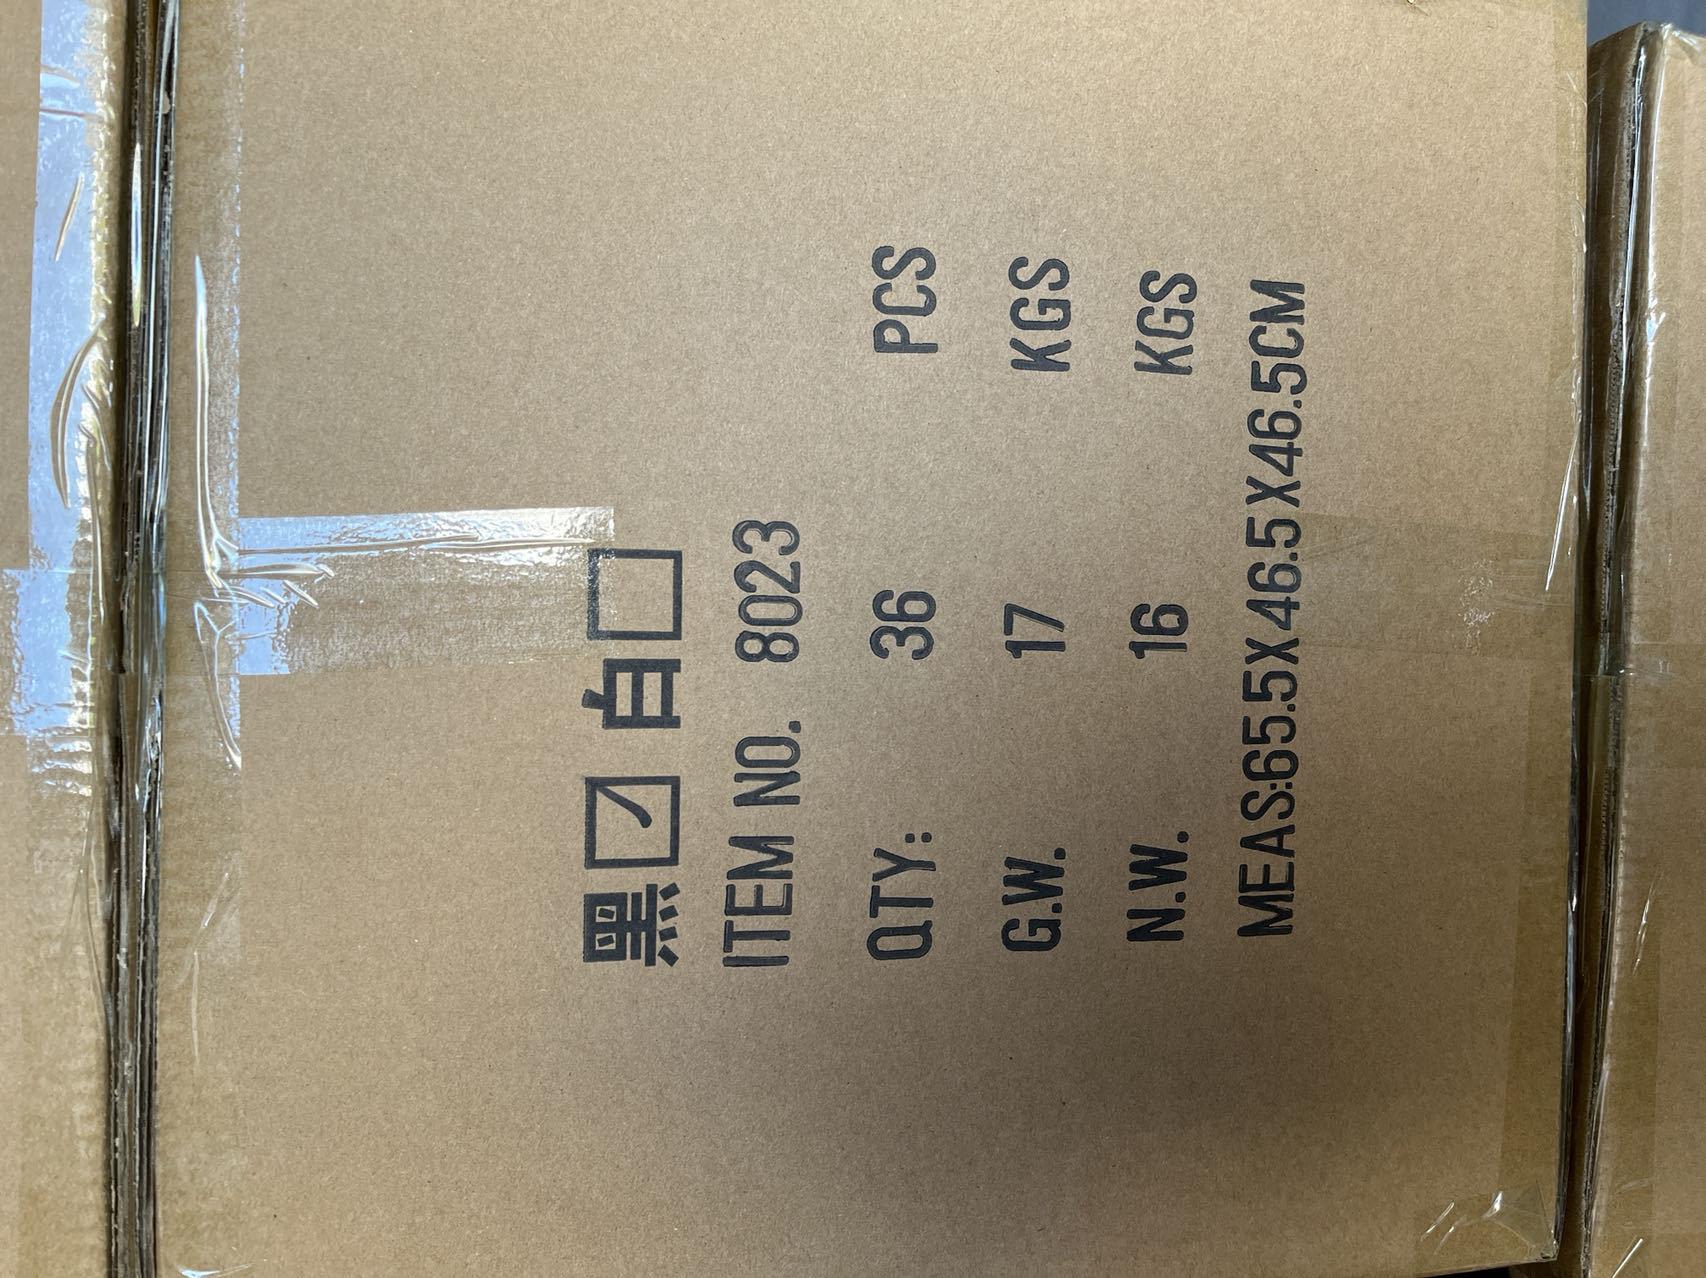 黑☑ 白□
ITEM NO. 8023
QTY: 36 PCS
G.W. 17 KGS
N.W. 16 KGS
MEAS:65.5X46.5X46.5CM